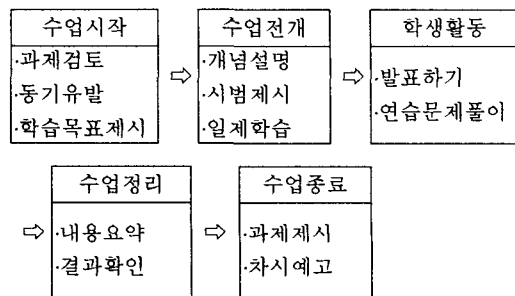 수업시작
·과제검토
·동기유발
·학습목표제시
⇨
수업전개
·개념설명
·시범제시
·일제학습
⇨
학생활동
·발표하기
·연습문제풀이
⇨
수업정리
·내용요약
·결과확인
⇨
수업종료
·과제제시
·차시예고